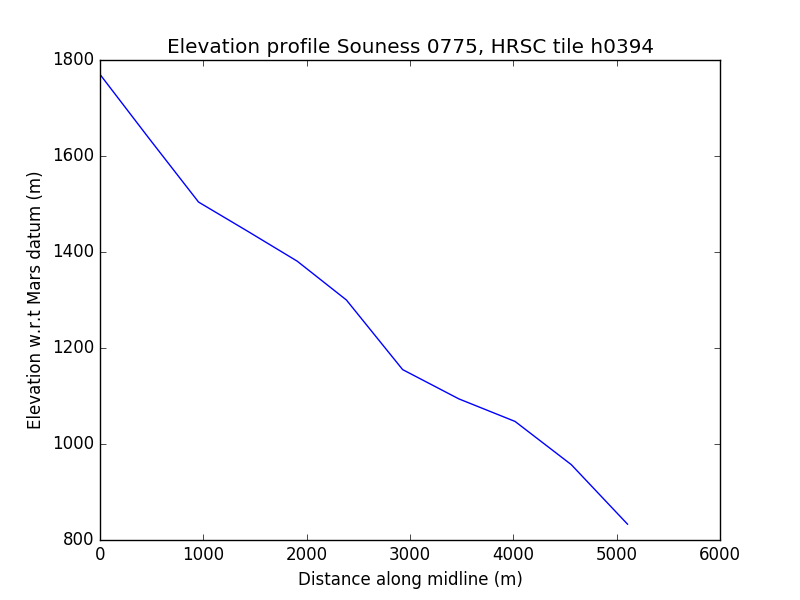 Elevation profile Souness 0775, HRSC tile h0394
Elevation w.r.t Mars datum (m)
1800
1600
1400
1200
1000
800
0 1000 2000 3000 4000 5000 6000
Distance along midline (m)